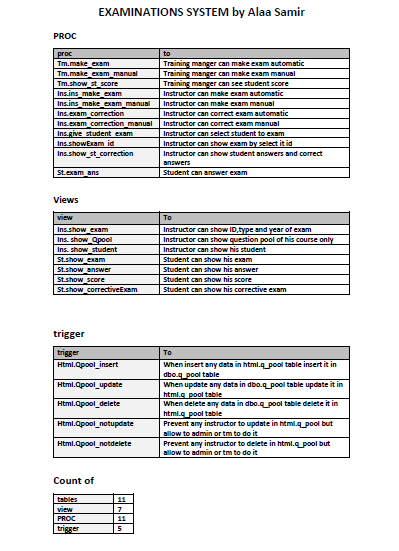 EXAMINATIONS SYSTEM by Alaa Samir
PROC
proc to
Tm.make_exam Training manger can make exam automatic
Tm.make_exam_manual Training manger can make exam manual
Tm.show_st_score Training manger can see student score
Ins.ins_make_exam Instructor can make exam automatic
Ins.ins_make_exam_manual Instructor can make exam manual
Ins.exam_correction Instructor can correct exam automatic
Ins.exam_correction_manual Instructor can correct exam manual
Ins.give_student_exam Instructor can select student to exam
Ins.showExam_id Instructor can show exam by select it id
Ins.show_st_correction Instructor can show student answers and correct
answers
St.exam_ans Student can answer exam
Views
view To
Ins.show_exam Instructor can show ID,type and year of exam
Ins. show_Qpool Instructor can show question pool of his course only
Ins. show_student Instructor can show his student
St.show_exam Student can show his exam
St.show_answer Student can show his answer
St.show_score Student can show his score
St.show_correctiveExam Student can show his corrective exam
trigger
trigger To
Html.Qpool_insert When insert any data in html.q_pool table insert it in
dbo.q_pool table
Html.Qpool_update When update any data in dbo.q_pool table update it in
html.q_pool table
Html.Qpool_delete When delete any data in dbo.q_pool table delete it in
html.q_pool table
Html.Qpool_notupdate Prevent any instructor to update in html.q_pool but
allow to admin or tm to do it
Html.Qpool_notdelete Prevent any instructor to delete in html.q_pool but
allow to admin or tm to do it
Count of
tables 11
view 7
PROC 11
trigger 5